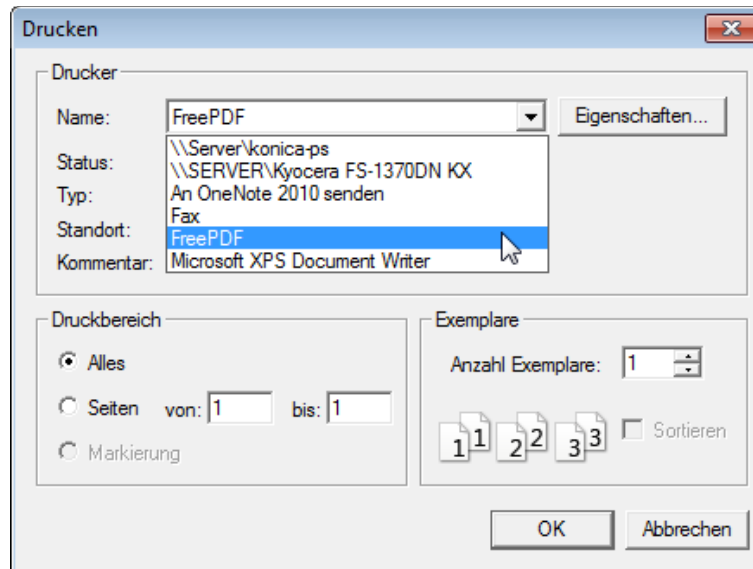 Drucken
Drucker
Name: FreePDF Eigenschaften...
\\Server\konica-ps
Status: \\SERVER\Kyocera FS-1370DN KX
Typ: An OneNote 2010 senden
Fax
Standort: FreePDF
Kommentar: Microsoft XPS Document Writer
Druckbereich
Alles
Seiten von: 1 bis: 1
Markierung
Exemplare
Anzahl Exemplare: 1
1 1 2 2 3 3 Sortieren
OK Abbrechen